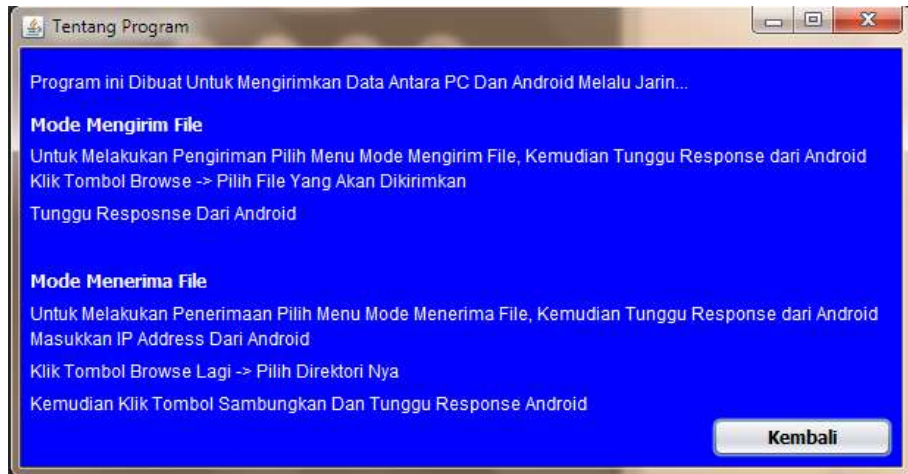 Tentang Program
Program ini Dibuat Untuk Mengirimkan Data Antara PC Dan Android Melalu Jarin...
Mode Mengirim File
Untuk Melakukan Pengiriman Pilih Menu Mode Mengirim File, Kemudian Tunggu Response dari Android
Klik Tombol Browse -> Pilih File Yang Akan Dikirimkan
Tunggu Resposnse Dari Android
Mode Menerima File
Untuk Melakukan Penerimaan Pilih Menu Mode Menerima File, Kemudian Tunggu Response dari Android
Masukkan IP Address Dari Android
Klik Tombol Browse Lagi -> Pilih Direktori Nya
Kemudian Klik Tombol Sambungkan Dan Tunggu Response Android
Kembali